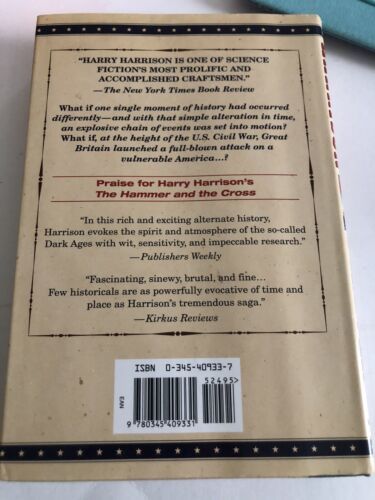 "HARRY HARRISON IS ONE OF SCIENCE
FICTION'S MOST PROLIFIC AND
ACCOMPLISHED CRAFTSMEN."
—The New York Times Book Review
What if one single moment of history had occurred
differently—and with that simple alteration in time,
an explosive chain of events was set into motion?
What if, at the height of the U.S. Civil War, Great
Britain launched a full-blown attack on a
vulnerable America...?
Praise for Harry Harrison's
The Hammer and the Cross
"In this rich and exciting alternate history,
Harrison evokes the spirit and atmosphere of the so-called
Dark Ages with wit, sensitivity, and impeccable research."
—Publishers Weekly
"Fascinating, sinewy, brutal, and fine...
Few historicals are as powerfully evocative of time and
place as Harrison's tremendous saga."
—Kirkus Reviews
ISBN 0-345-40933-7
52495>
EAN
9 780345 409331